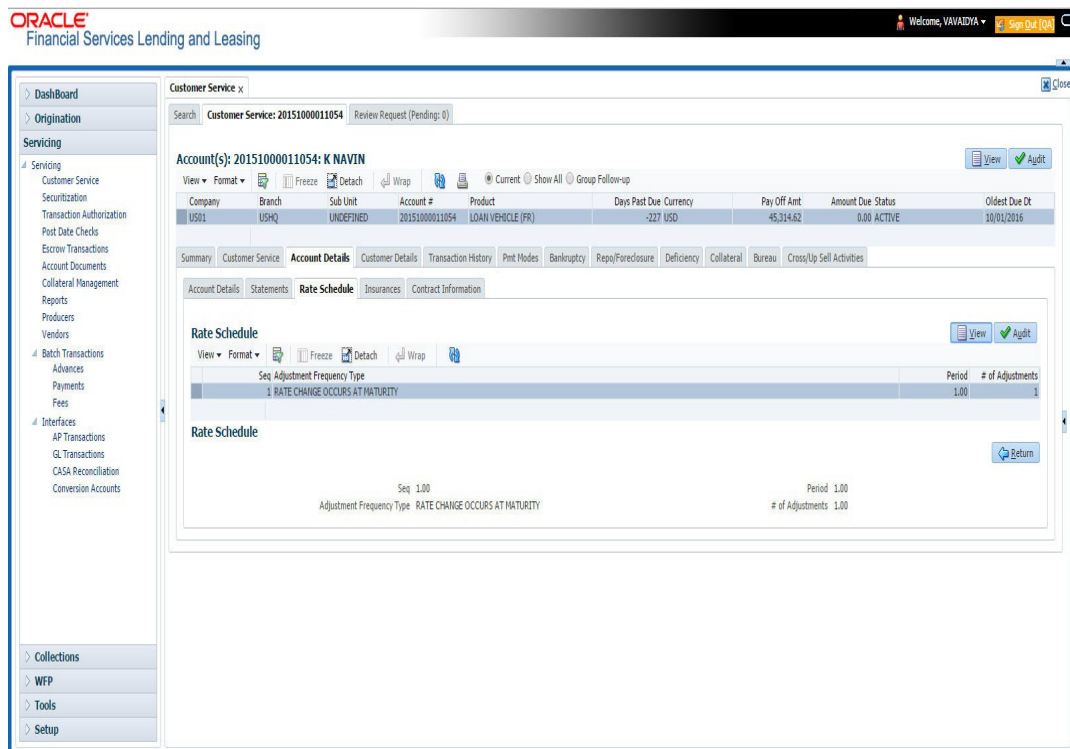 ORACLE'
Financial Services Lending and Leasing
Welcome, VAVAIDYA
Sign Out [QA]
Close
DashBoard
Origination
Servicing
Servicing
Customer Service
Securitization
Transaction Authorization
Post Date Checks
Escrow Transactions
Account Documents
Collateral Management
Reports
Producers
Vendors
Batch Transactions
Advances
Payments
Fees
Interfaces
AP Transactions
GL Transactions
CASA Reconciliation
Conversion Accounts
Collections
WFP
Tools
Setup
Customer Service x
Search Customer Service: 20151000011054 Review Request (Pending: 0)
Account(s): 20151000011054: K NAVIN
View Audit
View Format Freeze Detach Wrap Current Show All Group Follow-up
Company Branch Sub Unit Account # Product Days Past Due Currency Pay Off Amt Amount Due Status Oldest Due Dt
US01 USHQ UNDEFINED 20151000011054 LOAN VEHICLE (FR) -227 USD 45,314.62 0.00 ACTIVE 10/01/2016
Summary Customer Service Account Details Customer Details Transaction History Pmt Modes Bankruptcy Repo/Foreclosure Deficiency Collateral Bureau Cross/Up Sell Activities
Account Details Statements Rate Schedule Insurances Contract Information
Rate Schedule
View Audit
View Format Freeze Detach Wrap
Seq Adjustment Frequency Type Period # of Adjustments
1 RATE CHANGE OCCURS AT MATURITY 1.00 1
Rate Schedule
Return
Seq 1.00 Period 1.00
Adjustment Frequency Type RATE CHANGE OCCURS AT MATURITY # of Adjustments 1.00